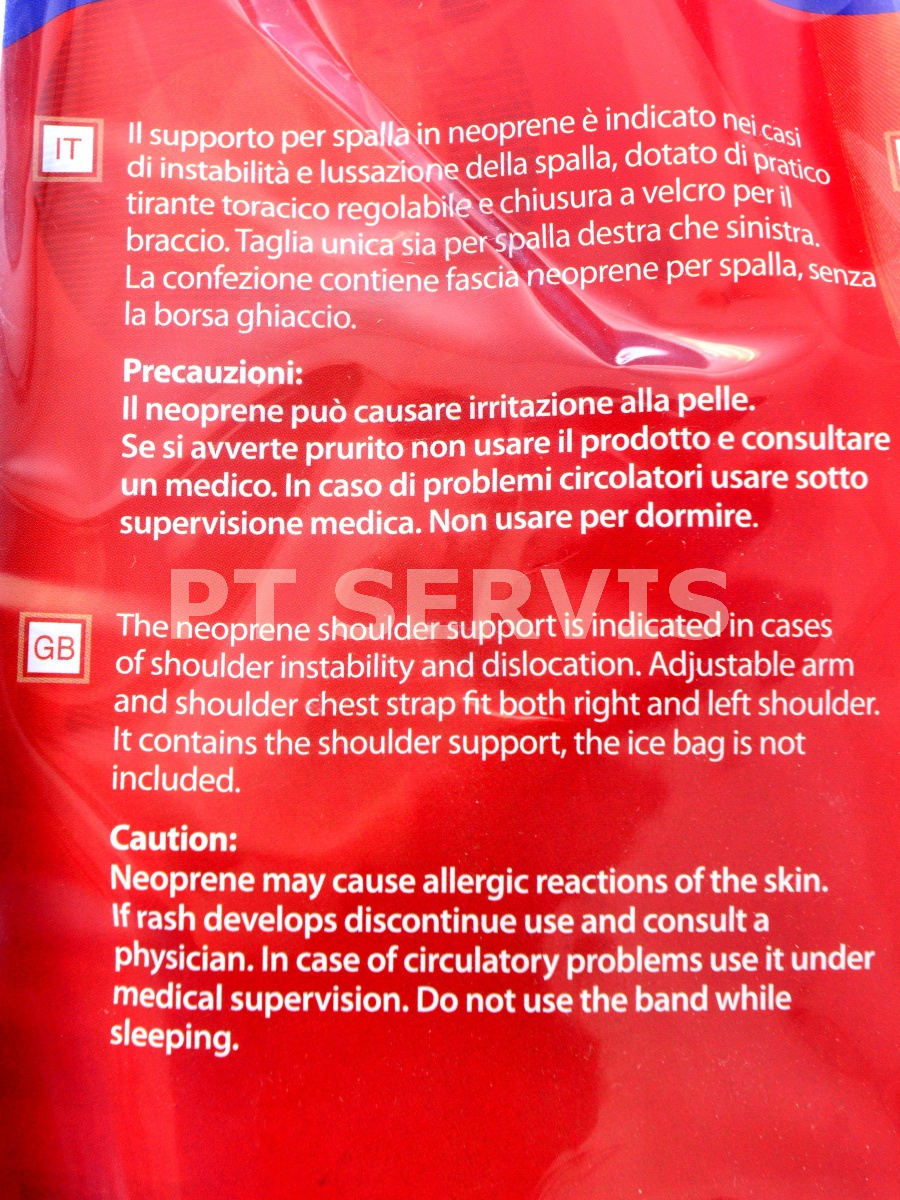 IT
Il supporto per spalla in neoprene è indicato nei casi
di instabilità e lussazione della spalla, dotato di pratico
tirante toracico regolabile e chiusura a velcro per il
braccio. Taglia unica sia per spalla destra che sinistra.
La confezione contiene fascia neoprene per spalla, senza
la borsa ghiaccio.
Precauzioni:
Il neoprene può causare irritazione alla pelle.
Se si avverte prurito non usare il prodotto e consultare
un medico. In caso di problemi circolatori usare sotto
supervisione medica. Non usare per dormire.
PT SERVIS
GB
The neoprene shoulder support is indicated in cases
of shoulder instability and dislocation. Adjustable arm
and shoulder chest strap fit both right and left shoulder.
It contains the shoulder support, the ice bag is not
included.
Caution:
Neoprene may cause allergic reactions of the skin.
If rash develops discontinue use and consult a
physician. In case of circulatory problems use it under
medical supervision. Do not use the band while
sleeping.